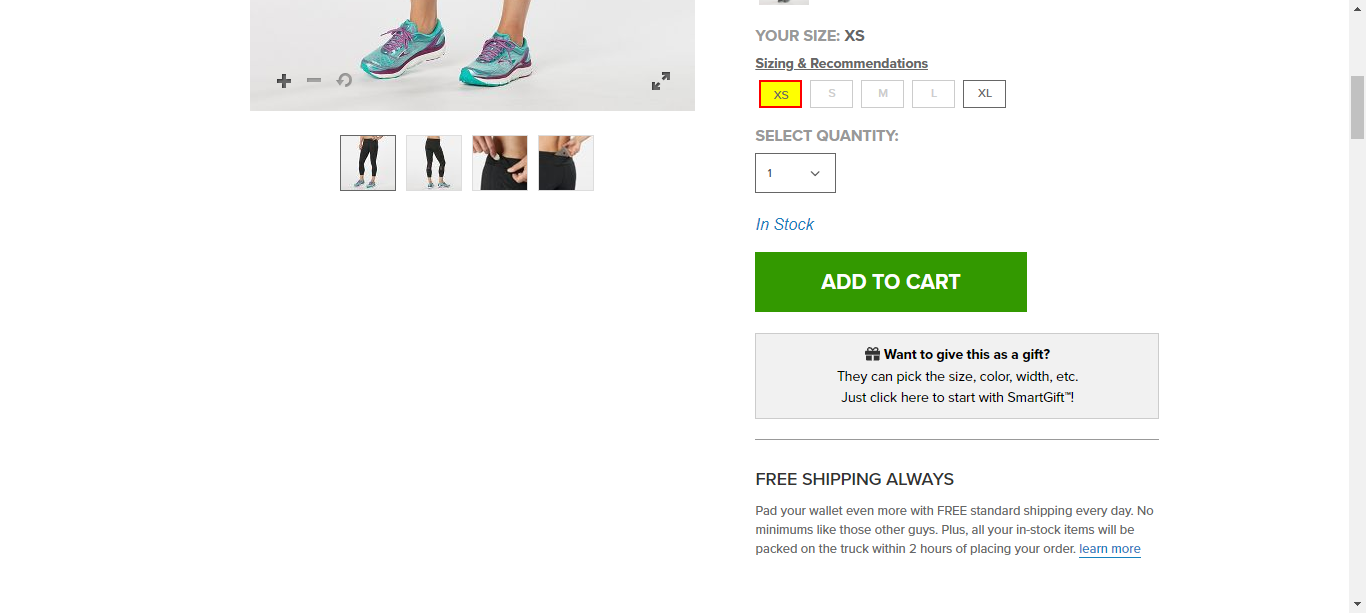 YOUR SIZE: XS
Sizing & Recommendations
XS S M L XL
SELECT QUANTITY:
1
In Stock
ADD TO CART
Want to give this as a gift?
They can pick the size, color, width, etc.
Just click here to start with SmartGift™!
FREE SHIPPING ALWAYS
Pad your wallet even more with FREE standard shipping every day. No
minimums like those other guys. Plus, all your in-stock items will be
packed on the truck within 2 hours of placing your order. learn more